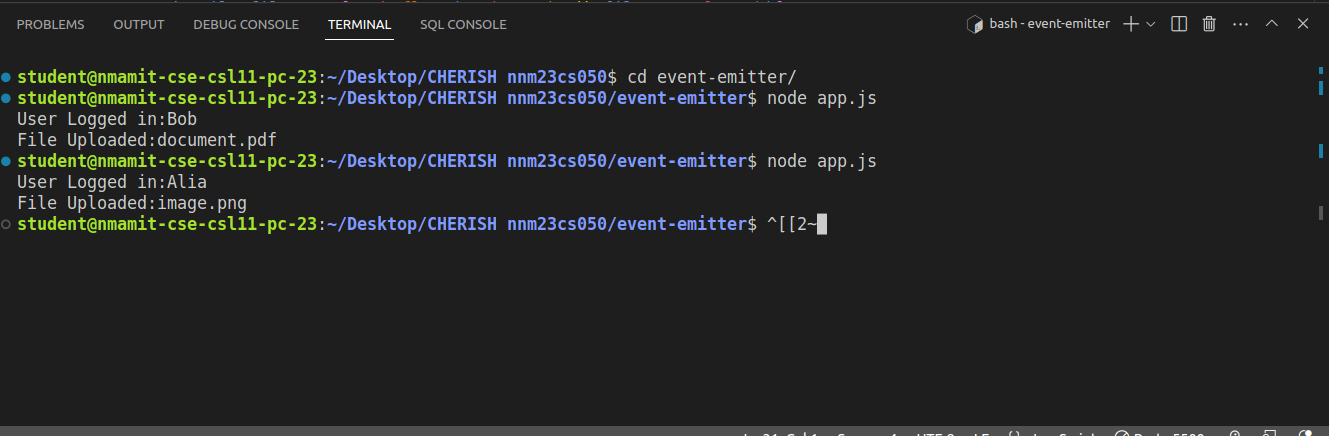 PROBLEMS OUTPUT DEBUG CONSOLE TERMINAL SQL CONSOLE bash - event-emitter
student@nmamit-cse-csl11-pc-23:~/Desktop/CHERISH nnm23cs050$ cd event-emitter/
student@nmamit-cse-csl11-pc-23:~/Desktop/CHERISH nnm23cs050/event-emitter$ node app.js
User Logged in:Bob
File Uploaded:document.pdf
student@nmamit-cse-csl11-pc-23:~/Desktop/CHERISH nnm23cs050/event-emitter$ node app.js
User Logged in:Alia
File Uploaded:image.png
student@nmamit-cse-csl11-pc-23:~/Desktop/CHERISH nnm23cs050/event-emitter$ ^[[2~